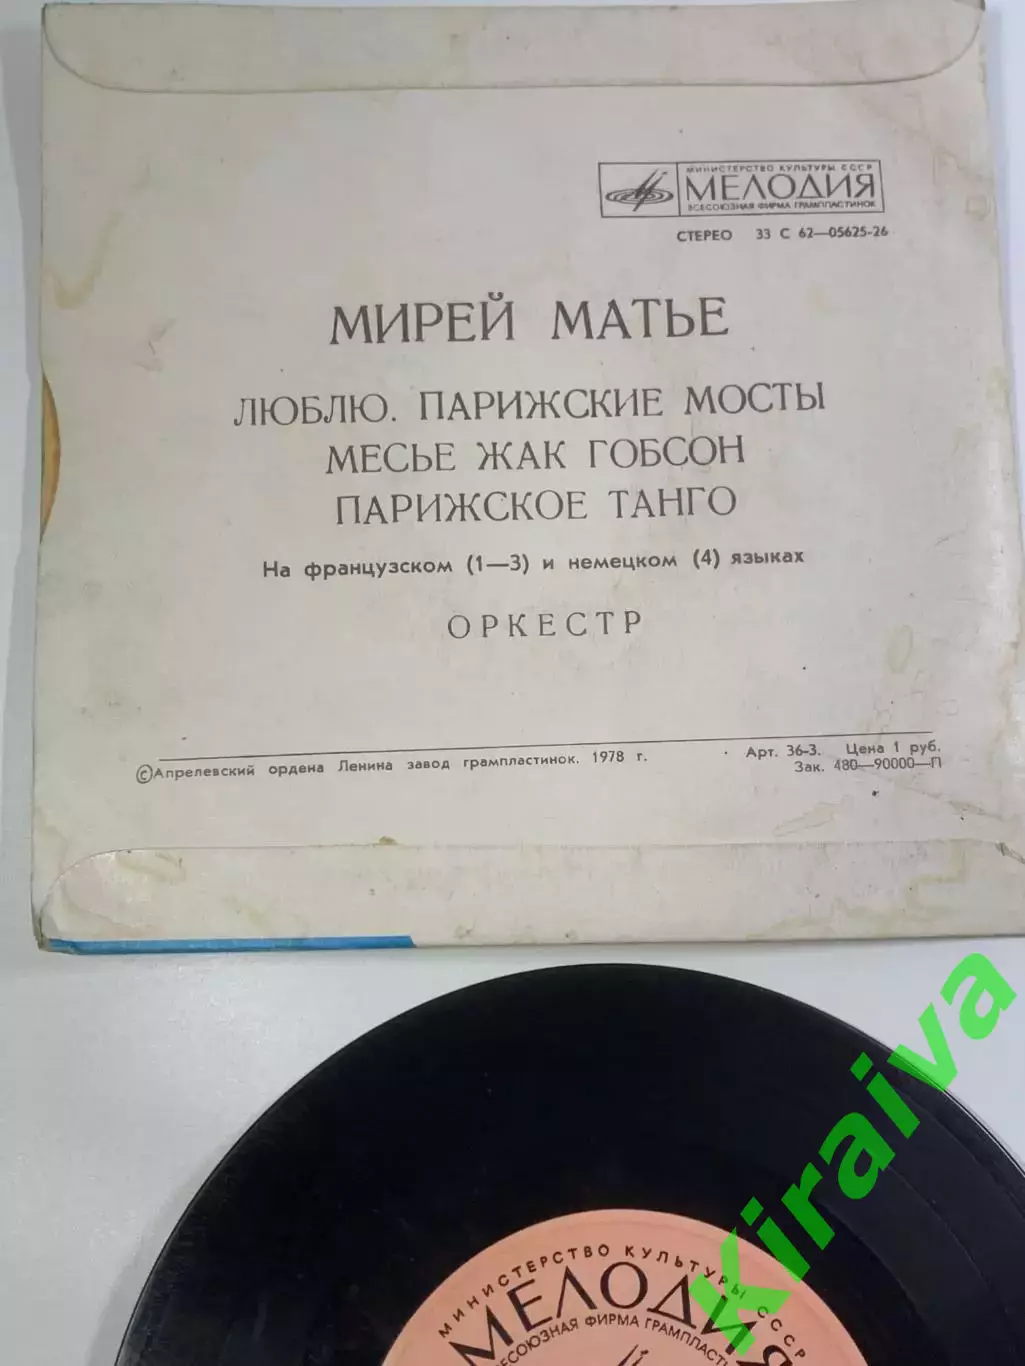 МИНИСТЕРСТВО КУЛЬТУРЫ СССР
МЕЛОДИЯ
ВСЕСОЮЗНАЯ ФИРМА ГРАМПЛАСТИНОК
СТЕРЕО 33 С 62—05625-26
МИРЕЙ МАТЬЕ
ЛЮБЛЮ. ПАРИЖСКИЕ МОСТЫ
МЕСЬЕ ЖАК ГОБСОН
ПАРИЖСКОЕ ТАНГО
На французском (1—3) и немецком (4) языках
ОРКЕСТР
© Апрелевский ордена Ленина завод грампластинок. 1978 г.
Арт. 36-3. Цена 1 руб.
Зак. 480—90000—П
Kiraiva
МИНИСТЕРСТВО КУЛЬТУРЫ СССР
МЕЛОДИЯ
ФИРМА